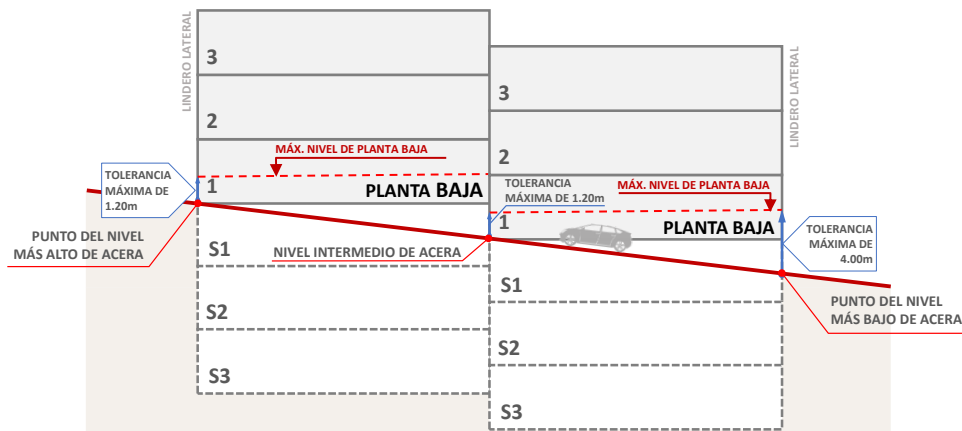 LINDERO LATERAL
3
2
1
MÁX. NIVEL DE PLANTA BAJA
PLANTA BAJA
TOLERANCIA
MÁXIMA DE
1.20m
PUNTO DEL NIVEL
MÁS ALTO DE ACERA
S1
S2
S3
NIVEL INTERMEDIO DE ACERA
LINDERO LATERAL
3
2
1
TOLERANCIA
MÁXIMA DE 1.20m
MÁX. NIVEL DE PLANTA BAJA
PLANTA BAJA
S1
S2
S3
TOLERANCIA
MÁXIMA DE
4.00m
PUNTO DEL NIVEL
MÁS BAJO DE ACERA